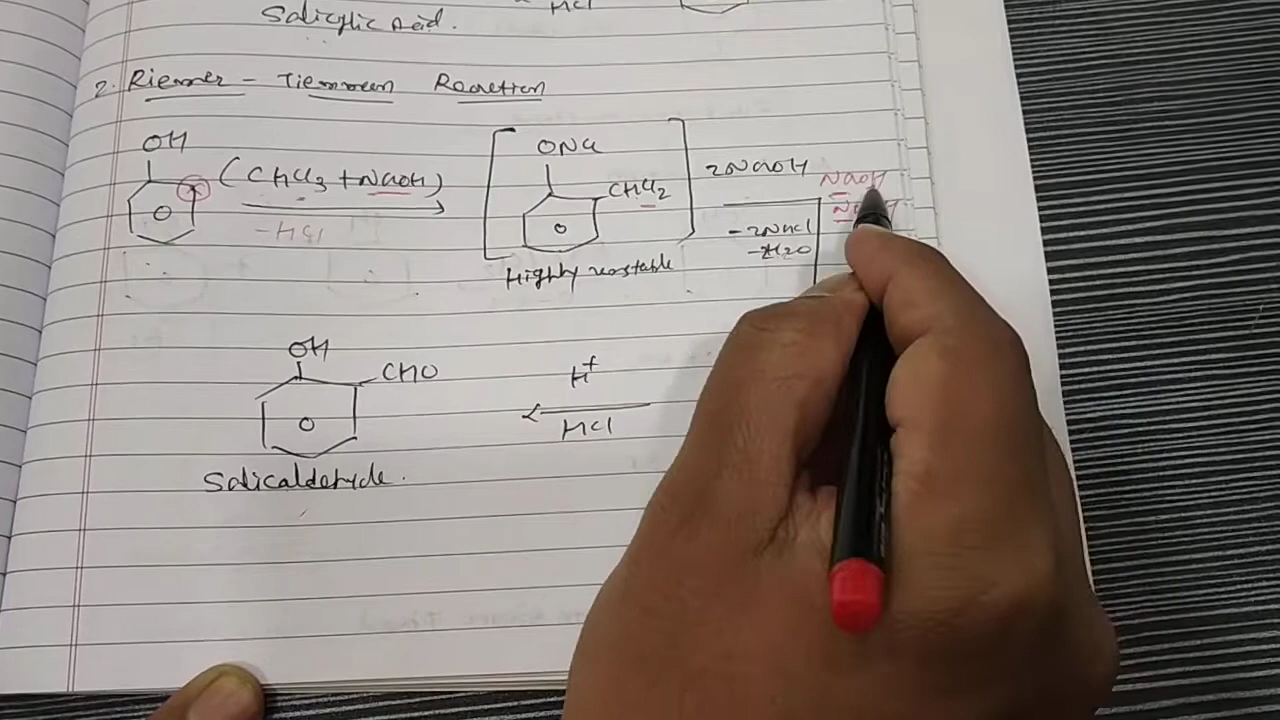 HCl
Salicylic Acid.
2. Riemer - Tiemmeen Reaction
OH
(CHCl3 + NaOH)
-HCl
ONa
CHCl2
Highly unstable
2NaOH
-2NaCl
-H2O
NaOH
OH
CHO
H+
HCl
Salicaldehyde.